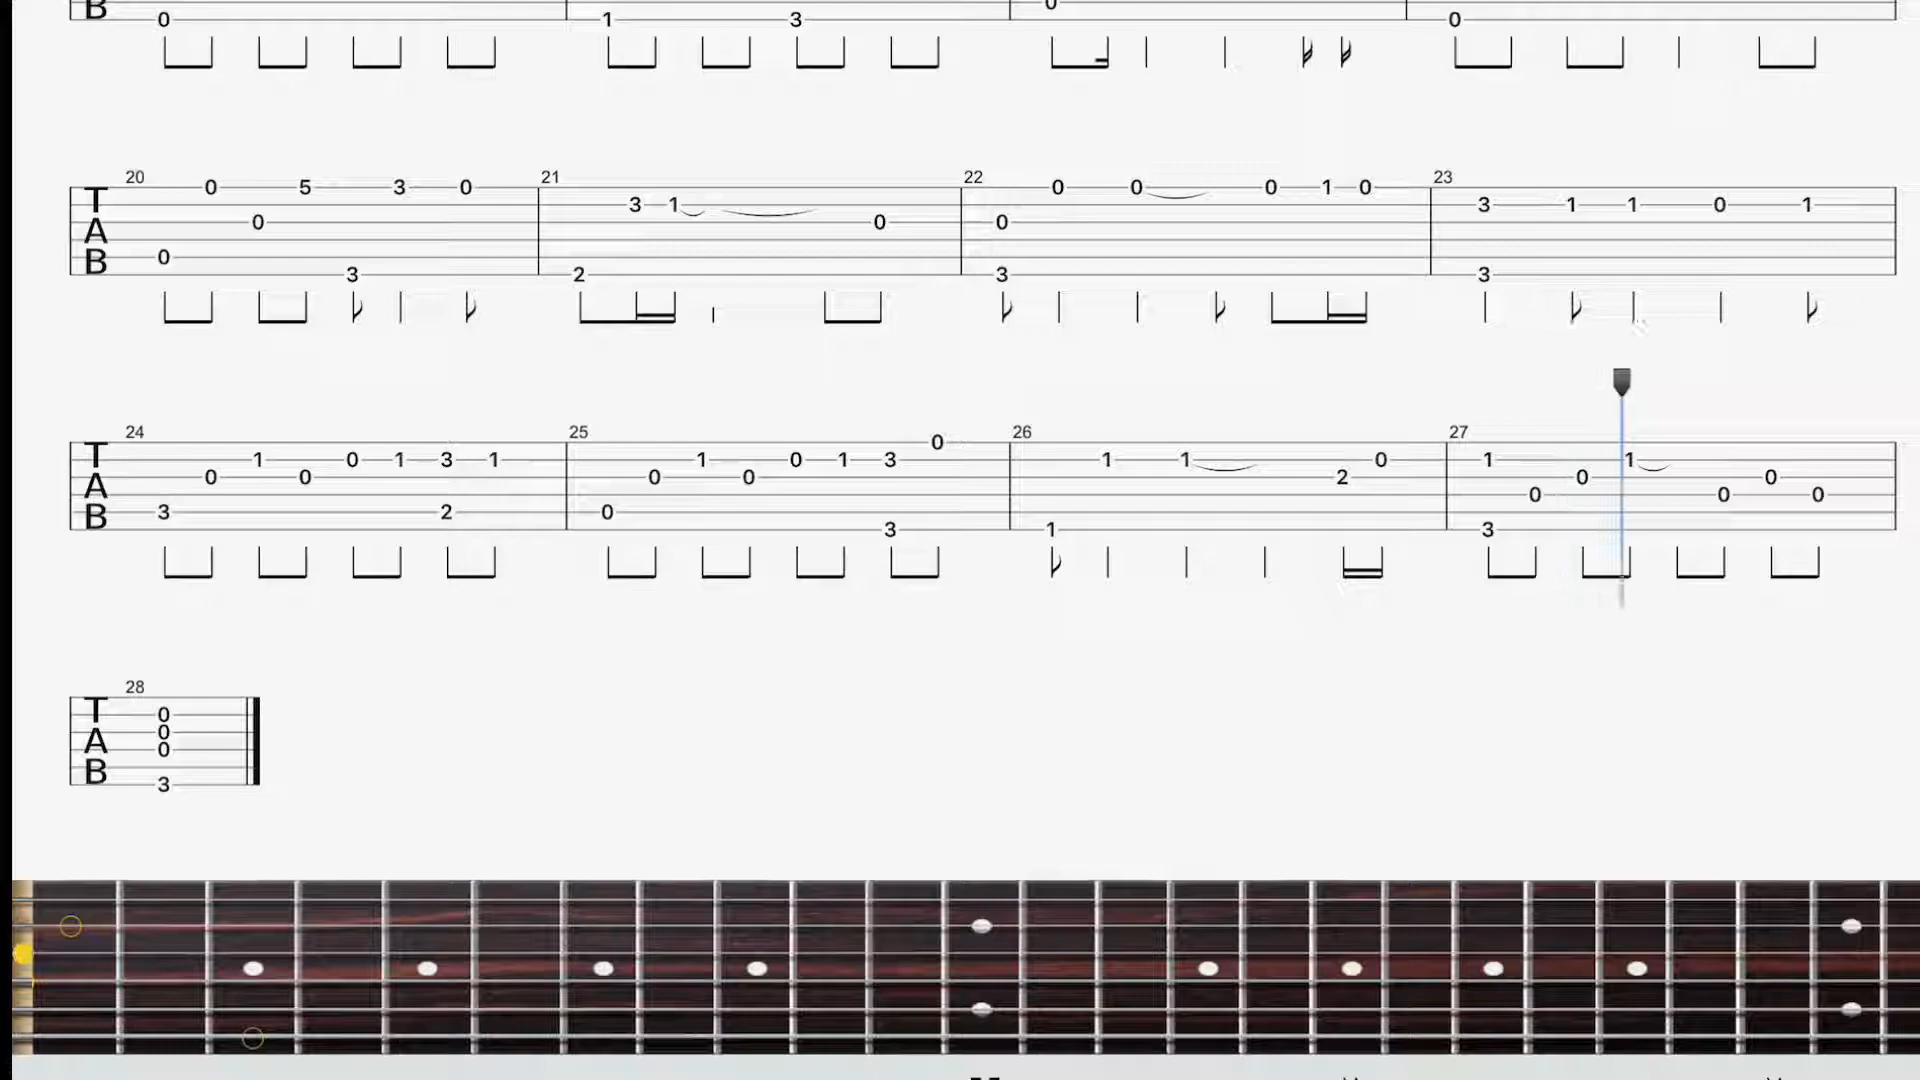 B 0 1 3 0 0
20 21 22 23
T 0 5 3 0 0 0 0 1 0
3 1 3 1 1 0 1
A 0 0 0
B 0
3 2 3 3
24 25 26 27
T 0
1 0 1 3 1 1 0 1 3 1 1 0 1 1
A 0 0 0 0 2 0 0
0 0 0
B 3 2 0
3 1 3
28
T
0
0
A 0
B
3